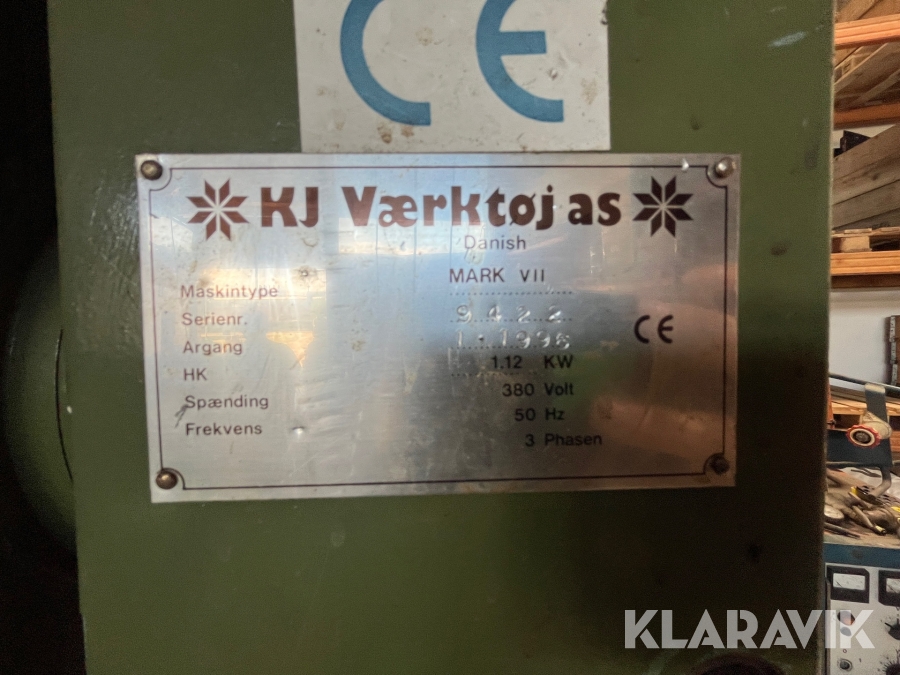 CE
KJ Værktøj as
Danish
Maskintype MARK VII
Serienr. 9422
Argang 1.1996
HK 1.12 KW
Spænding 380 Volt
Frekvens 50 Hz
3 Phasen
CE
KLARAVIK